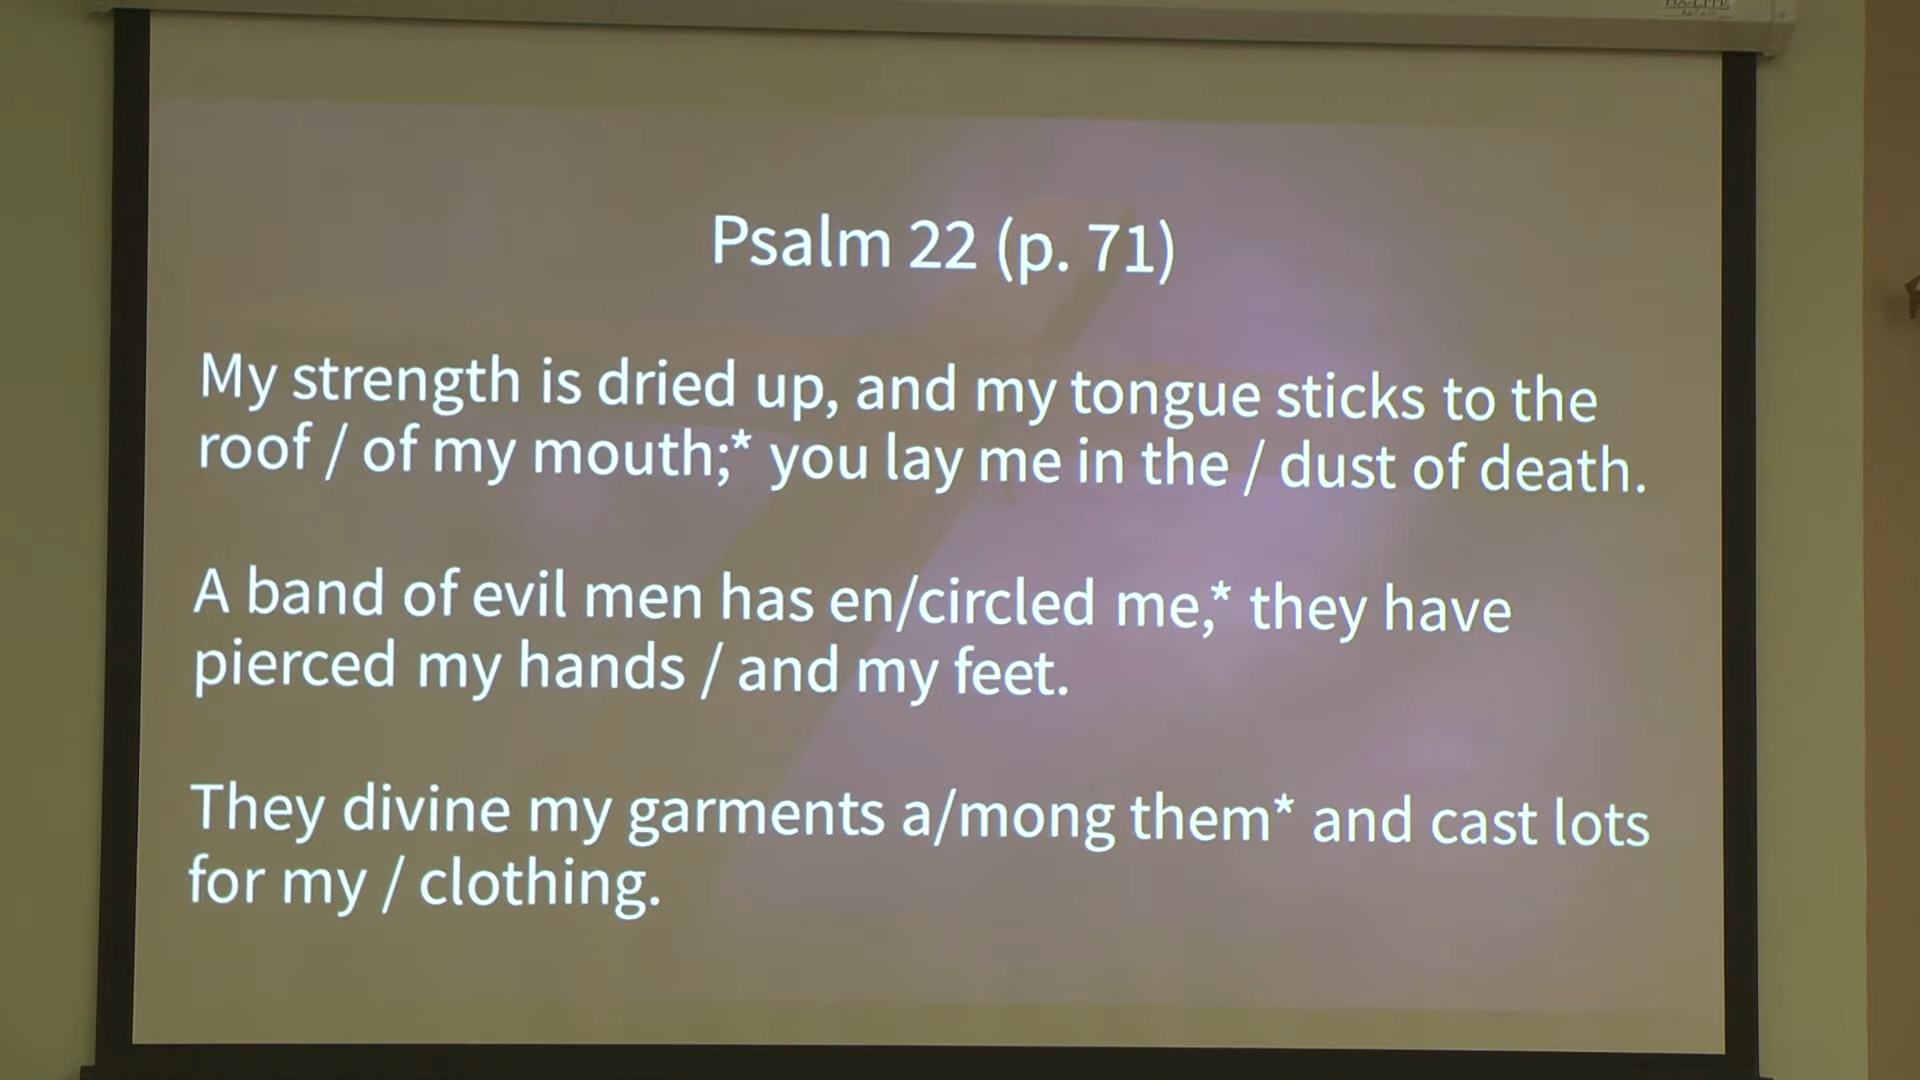 DA-LITE
Psalm 22 (p. 71)
My strength is dried up, and my tongue sticks to the
roof / of my mouth;* you lay me in the / dust of death.
A band of evil men has en/circled me,* they have
pierced my hands / and my feet.
They divine my garments a/mong them* and cast lots
for my / clothing.